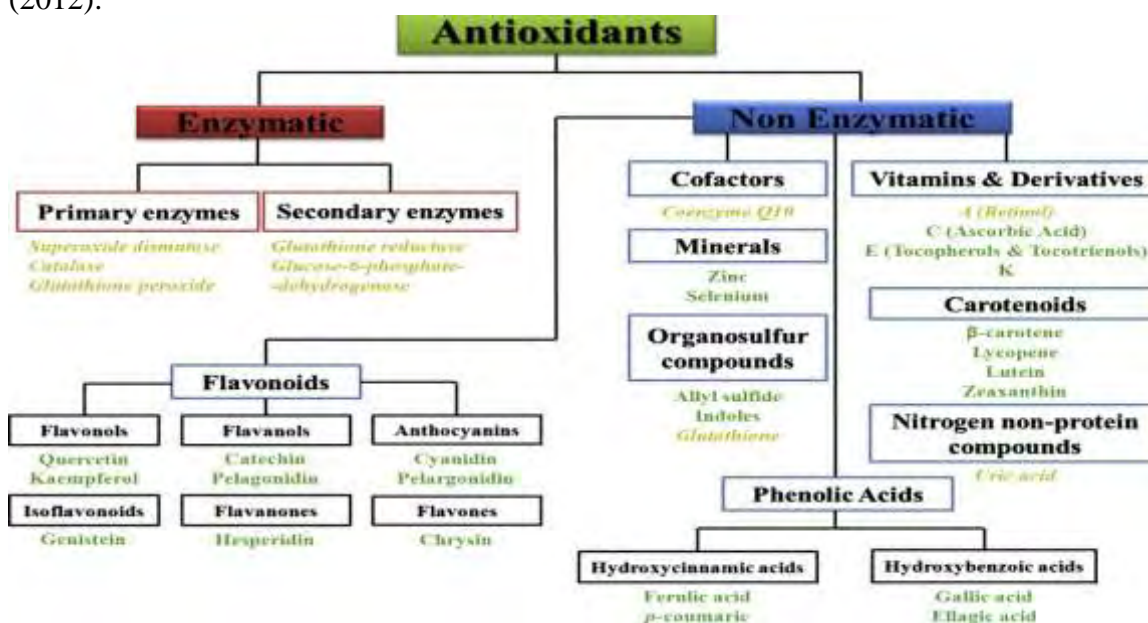 (2012).
Antioxidants
Enzymatic
Non Enzymatic
Primary enzymes
Superoxide dismutase
Catalase
Glutathione peroxide
Secondary enzymes
Glutathione reductase
Glucose-6-phosphate-
-dehydrogenase
Cofactors
Coenzyme Q10
Minerals
Zinc
Selenium
Organosulfur
compounds
Allyl sulfide
Indoles
Glutathione
Vitamins & Derivatives
A (Retinol)
C (Ascorbic Acid)
E (Tocopherols & Tocotrienols)
K
Carotenoids
β-carotene
Lycopene
Lutein
Zeaxanthin
Nitrogen non-protein
compounds
Uric acid
Flavonoids
Flavonols
Quercetin
Kaempferol
Flavanols
Catechin
Pelagonidin
Anthocyanins
Cyanidin
Pelargonidin
Isoflavonoids
Genistein
Flavanones
Hesperidin
Flavones
Chrysin
Phenolic Acids
Hydroxycinnamic acids
Ferulic acid
p-coumaric
Hydroxybenzoic acids
Gallic acid
Ellagic acid